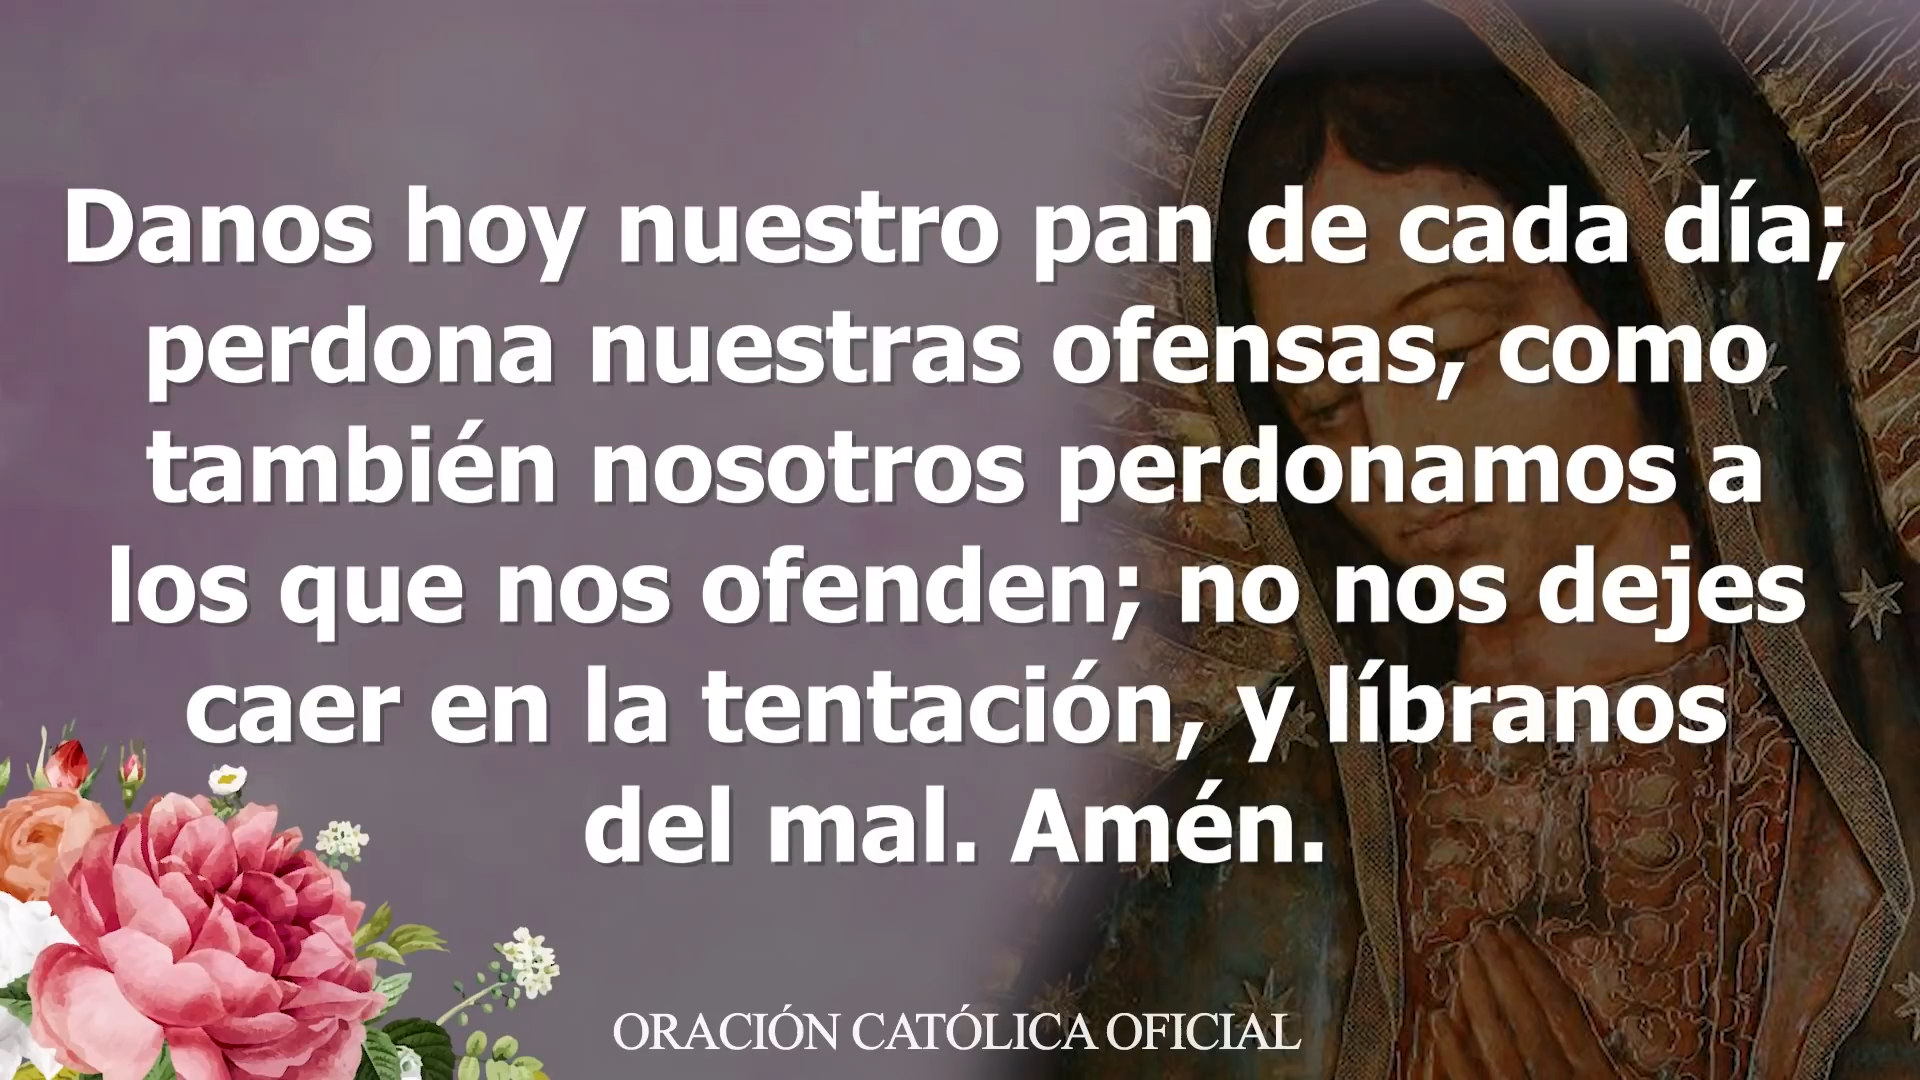 Danos hoy nuestro pan de cada día;
perdona nuestras ofensas, como
también nosotros perdonamos a
los que nos ofenden; no nos dejes
caer en la tentación, y líbranos
del mal. Amén.
ORACIÓN CATÓLICA OFICIAL